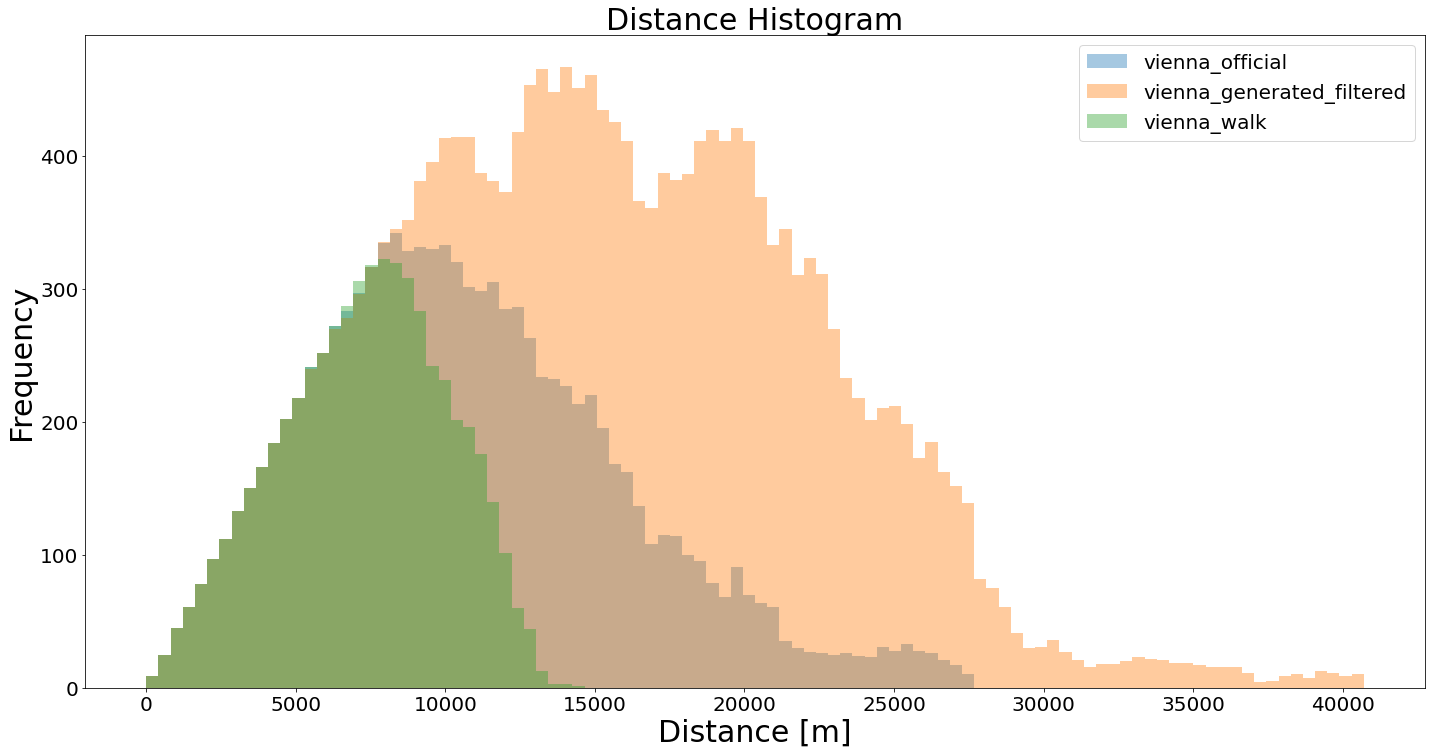 Distance Histogram
vienna_official
vienna_generated_filtered
vienna_walk
Frequency
400
300
200
100
0
0 5000 10000 15000 20000 25000 30000 35000 40000
Distance [m]